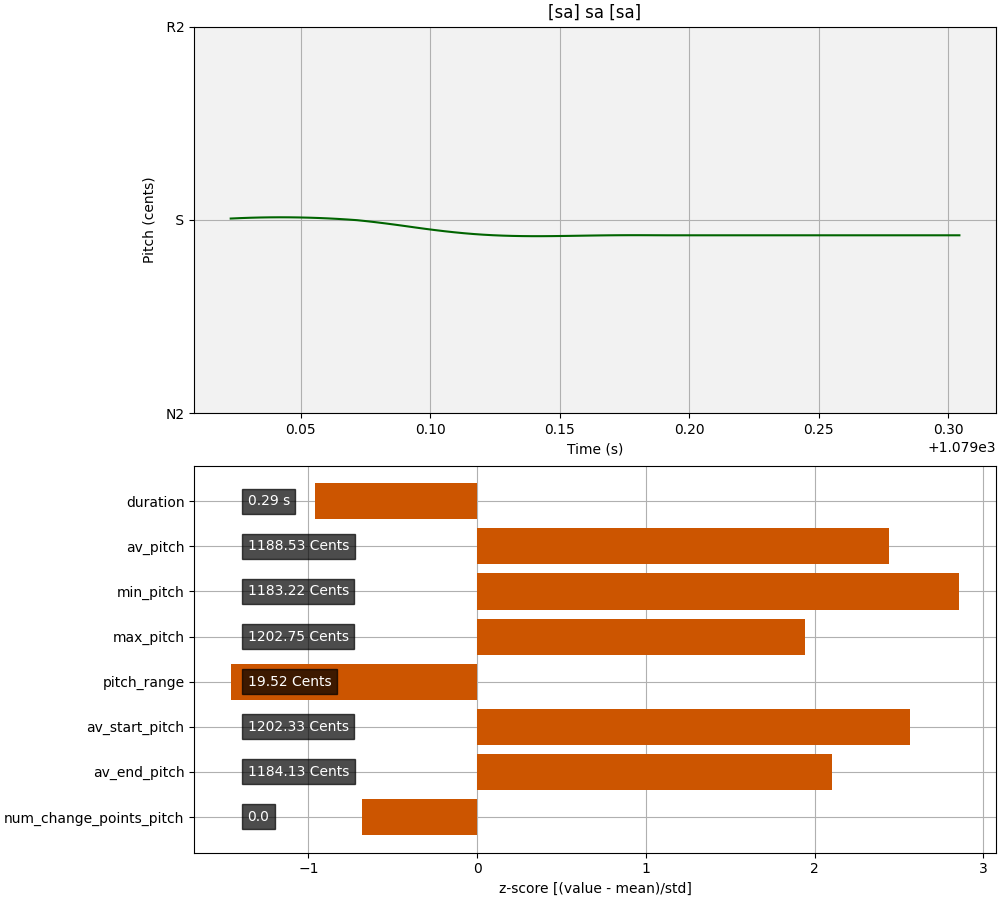 [sa] sa [sa]
R2
S
N2
Pitch (cents)
0.05 0.10 0.15 0.20 0.25 0.30
+1.079e3
Time (s)
duration 0.29 s
av_pitch 1188.53 Cents
min_pitch 1183.22 Cents
max_pitch 1202.75 Cents
pitch_range 19.52 Cents
av_start_pitch 1202.33 Cents
av_end_pitch 1184.13 Cents
num_change_points_pitch 0.0
−1 0 1 2 3
z-score [(value - mean)/std]